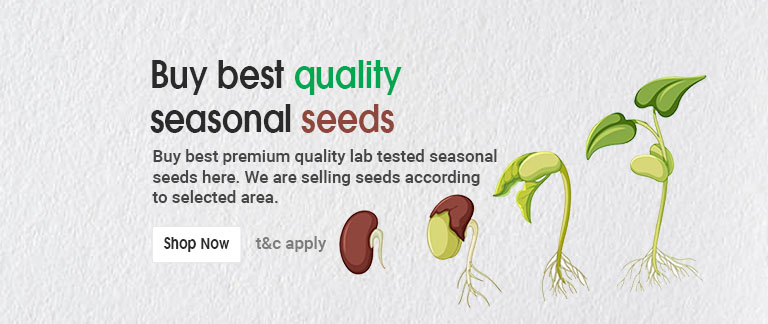 Buy best quality
seasonal seeds
Buy best premium quality lab tested seasonal
seeds here. We are selling seeds according
to selected area.
Shop Now t&c apply